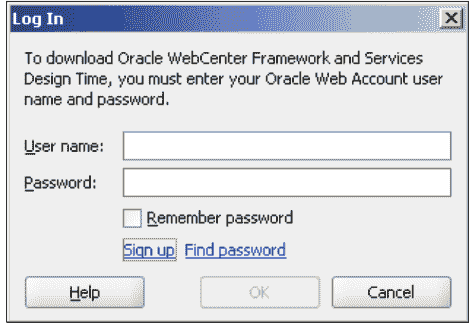 Log In
To download Oracle WebCenter Framework and Services
Design Time, you must enter your Oracle Web Account user
name and password.
User name:
Password:
Remember password
Sign up Find password
Help OK Cancel